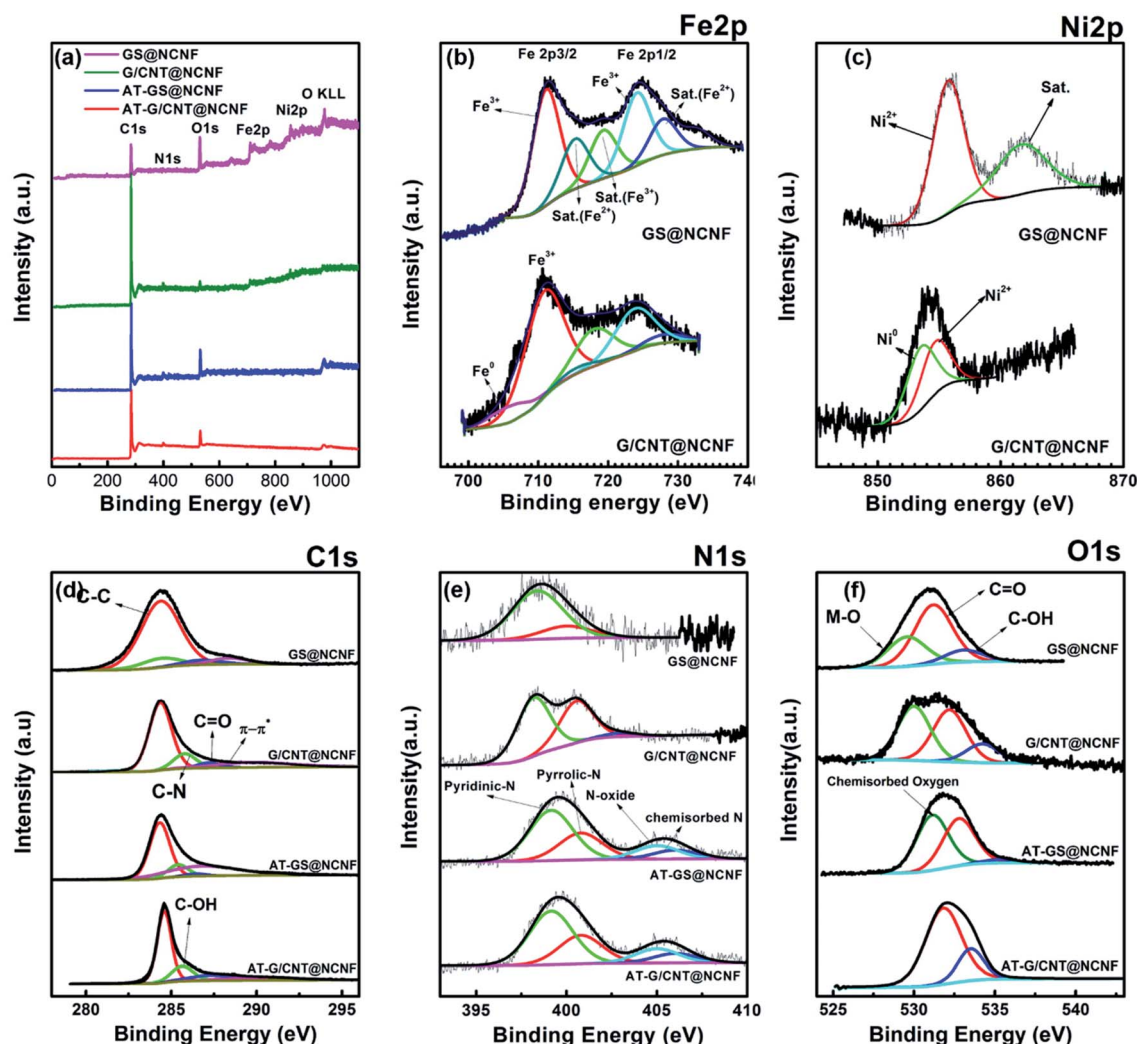 Fe2p
Ni2p
(a)
GS@NCNF
G/CNT@NCNF
AT-GS@NCNF
AT-G/CNT@NCNF
C1s
N1s
O1s
Fe2p
Ni2p
O KLL
Intensity (a.u.)
0 200 400 600 800 1000
Binding Energy (eV)
(b)
Fe 2p3/2 Fe 2p1/2
Fe³⁺
Fe³⁺
Sat.(Fe²⁺)
Sat.(Fe³⁺)
Sat.(Fe²⁺)
GS@NCNF
Fe³⁺
Fe⁰
G/CNT@NCNF
Intensity (a.u.)
700 710 720 730 740
Binding energy (eV)
(c)
Ni²⁺
Sat.
GS@NCNF
Ni²⁺
Ni⁰
G/CNT@NCNF
Intensity (a.u.)
850 860 870
Binding energy (eV)
C1s
N1s
O1s
(d)
C-C
GS@NCNF
C=O
π–π*
G/CNT@NCNF
C-N
AT-GS@NCNF
C-OH
AT-G/CNT@NCNF
Intensity (a.u)
280 285 290 295
Binding Energy (eV)
(e)
GS@NCNF
G/CNT@NCNF
Pyridinic-N
Pyrrolic-N
N-oxide
chemisorbed N
AT-GS@NCNF
AT-G/CNT@NCNF
Intensity(a.u.)
395 400 405 410
Binding Energy (eV)
(f)
C=O
M-O
C-OH
GS@NCNF
G/CNT@NCNF
Chemisorbed Oxygen
AT-GS@NCNF
AT-G/CNT@NCNF
Intensity(a.u.)
525 530 535 540
Binding Energy (eV)